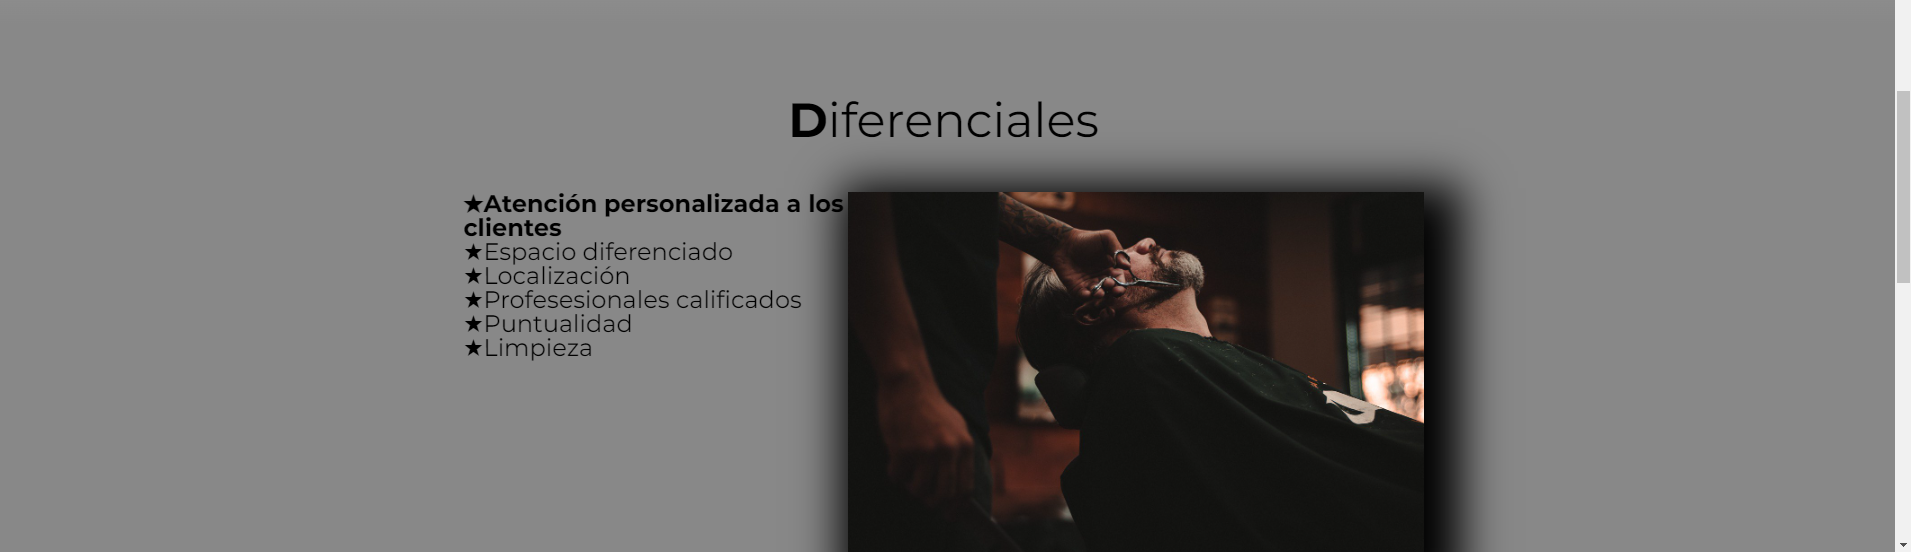 Diferenciales
★Atención personalizada a los
clientes
★Espacio diferenciado
★Localización
★Profesesionales calificados
★Puntualidad
★Limpieza